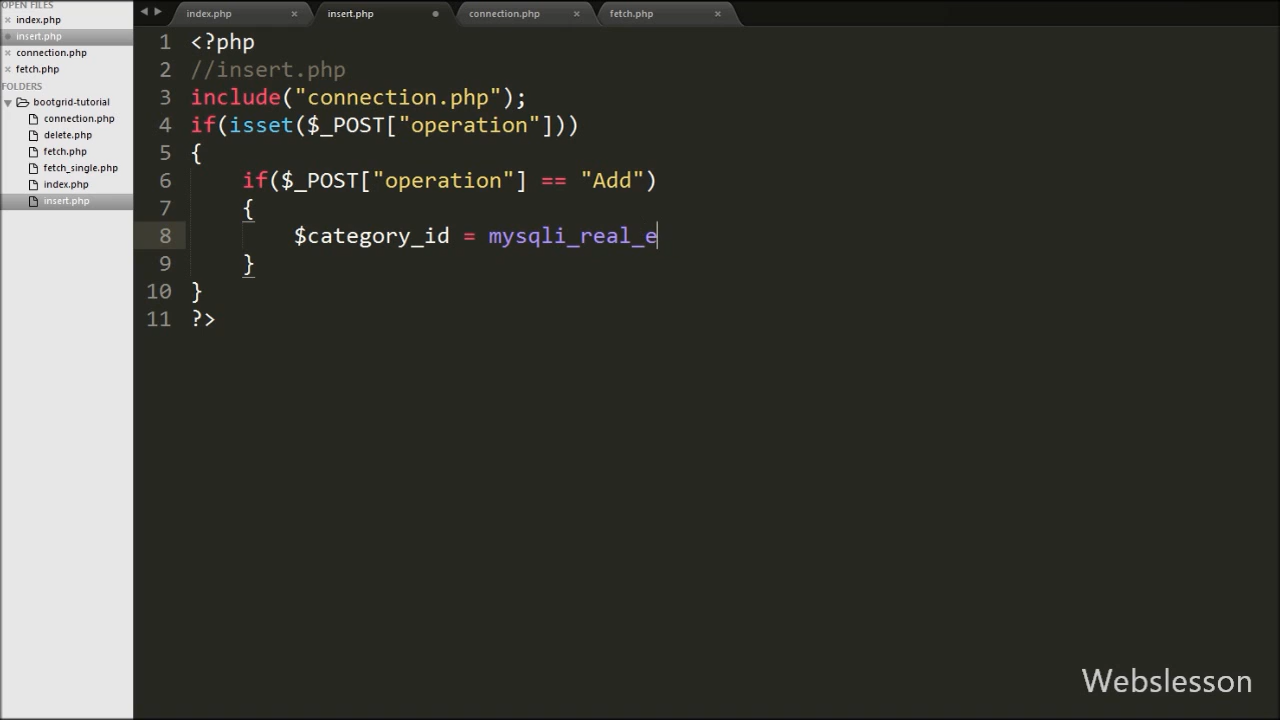 OPEN FILES
index.php
insert.php
connection.php
fetch.php
FOLDERS
bootgrid-tutorial
connection.php
delete.php
fetch.php
fetch_single.php
index.php
insert.php
index.php
insert.php
connection.php
fetch.php
1 <?php
2 //insert.php
3 include("connection.php");
4 if(isset($_POST["operation"]))
5 {
6 if($_POST["operation"] == "Add")
7 {
8 $category_id = mysqli_real_e
9 }
10 }
11 ?>
Webslesson